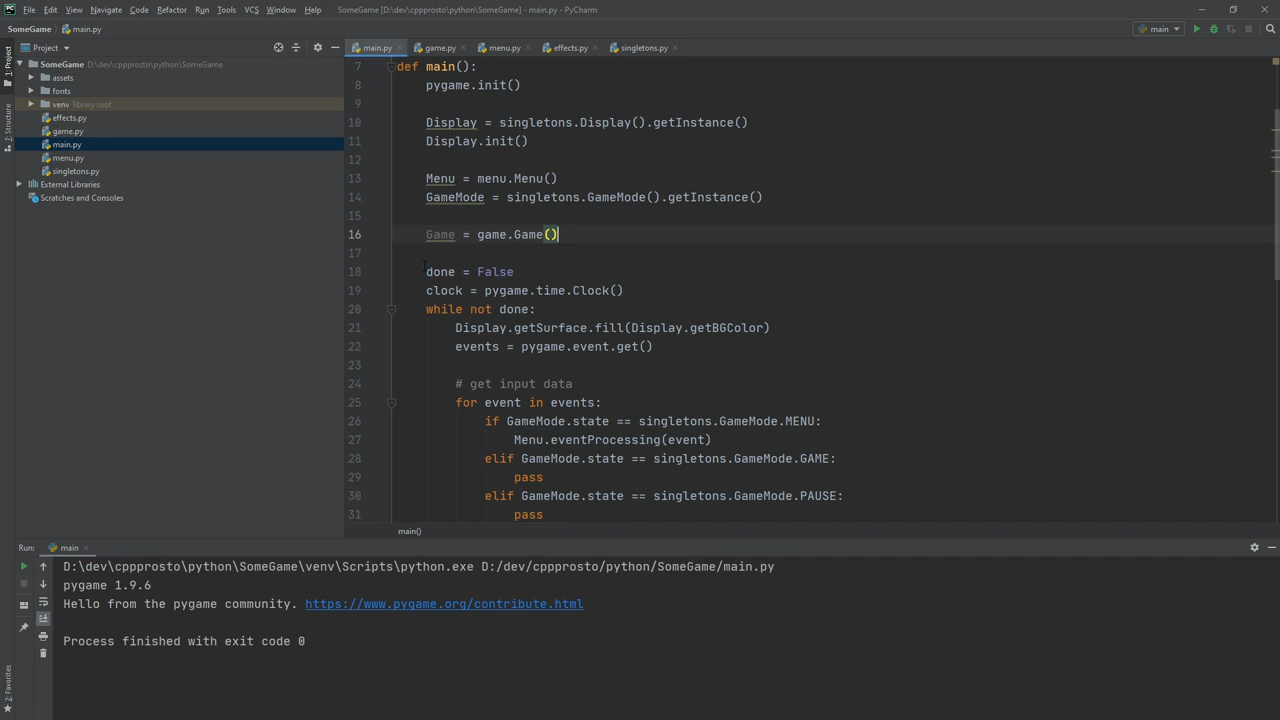 PC File Edit View Navigate Code Refactor Run Tools VCS Window Help SomeGame [D:\dev\cppprosto\python\SomeGame] - main.py - PyCharm
SomeGame main.py main
Project main.py game.py menu.py effects.py singletons.py
1: Project
Z: Structure
2: Favorites
SomeGame D:\dev\cppprosto\python\SomeGame
assets
fonts
venv library root
effects.py
game.py
main.py
menu.py
singletons.py
External Libraries
Scratches and Consoles
7 def main():
8 pygame.init()
9
10 Display = singletons.Display().getInstance()
11 Display.init()
12
13 Menu = menu.Menu()
14 GameMode = singletons.GameMode().getInstance()
15
16 Game = game.Game()
17
18 done = False
19 clock = pygame.time.Clock()
20 while not done:
21 Display.getSurface.fill(Display.getBGColor)
22 events = pygame.event.get()
23
24 # get input data
25 for event in events:
26 if GameMode.state == singletons.GameMode.MENU:
27 Menu.eventProcessing(event)
28 elif GameMode.state == singletons.GameMode.GAME:
29 pass
30 elif GameMode.state == singletons.GameMode.PAUSE:
31 pass
main()
Run: main
D:\dev\cppprosto\python\SomeGame\venv\Scripts\python.exe D:/dev/cppprosto/python/SomeGame/main.py
pygame 1.9.6
Hello from the pygame community. https://www.pygame.org/contribute.html
Process finished with exit code 0